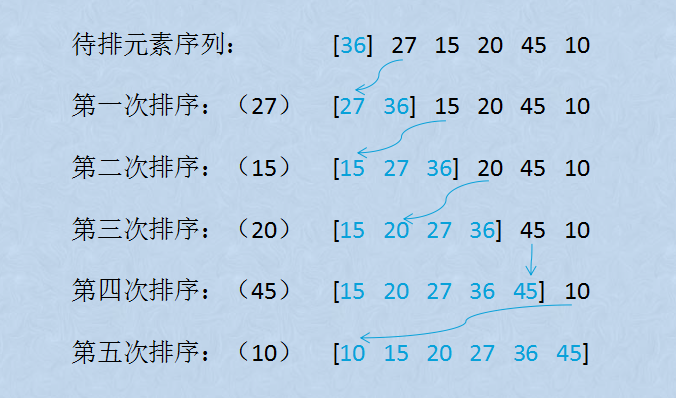 待排元素序列: [36] 27 15 20 45 10
第一次排序:（27） [27 36] 15 20 45 10
第二次排序:（15） [15 27 36] 20 45 10
第三次排序:（20） [15 20 27 36] 45 10
第四次排序:（45） [15 20 27 36 45] 10
第五次排序:（10） [10 15 20 27 36 45]